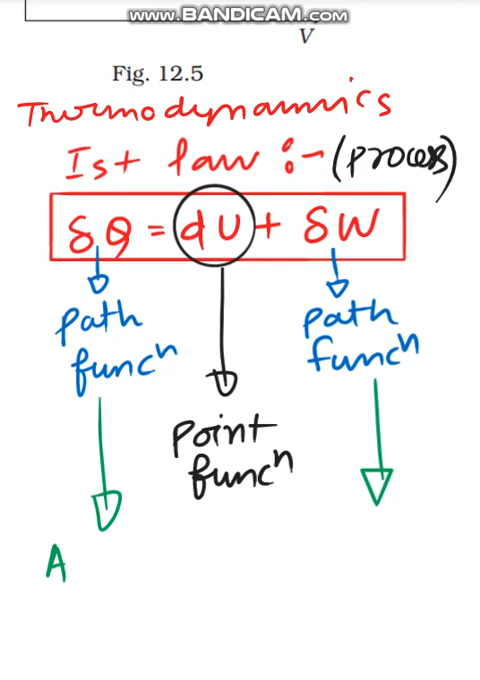 www.BANDICAM.com
V
Fig. 12.5
Thermodynamics
Ist law :- (process)
δQ = dU + δW
Path funcn
Path funcn
Point funcn
A